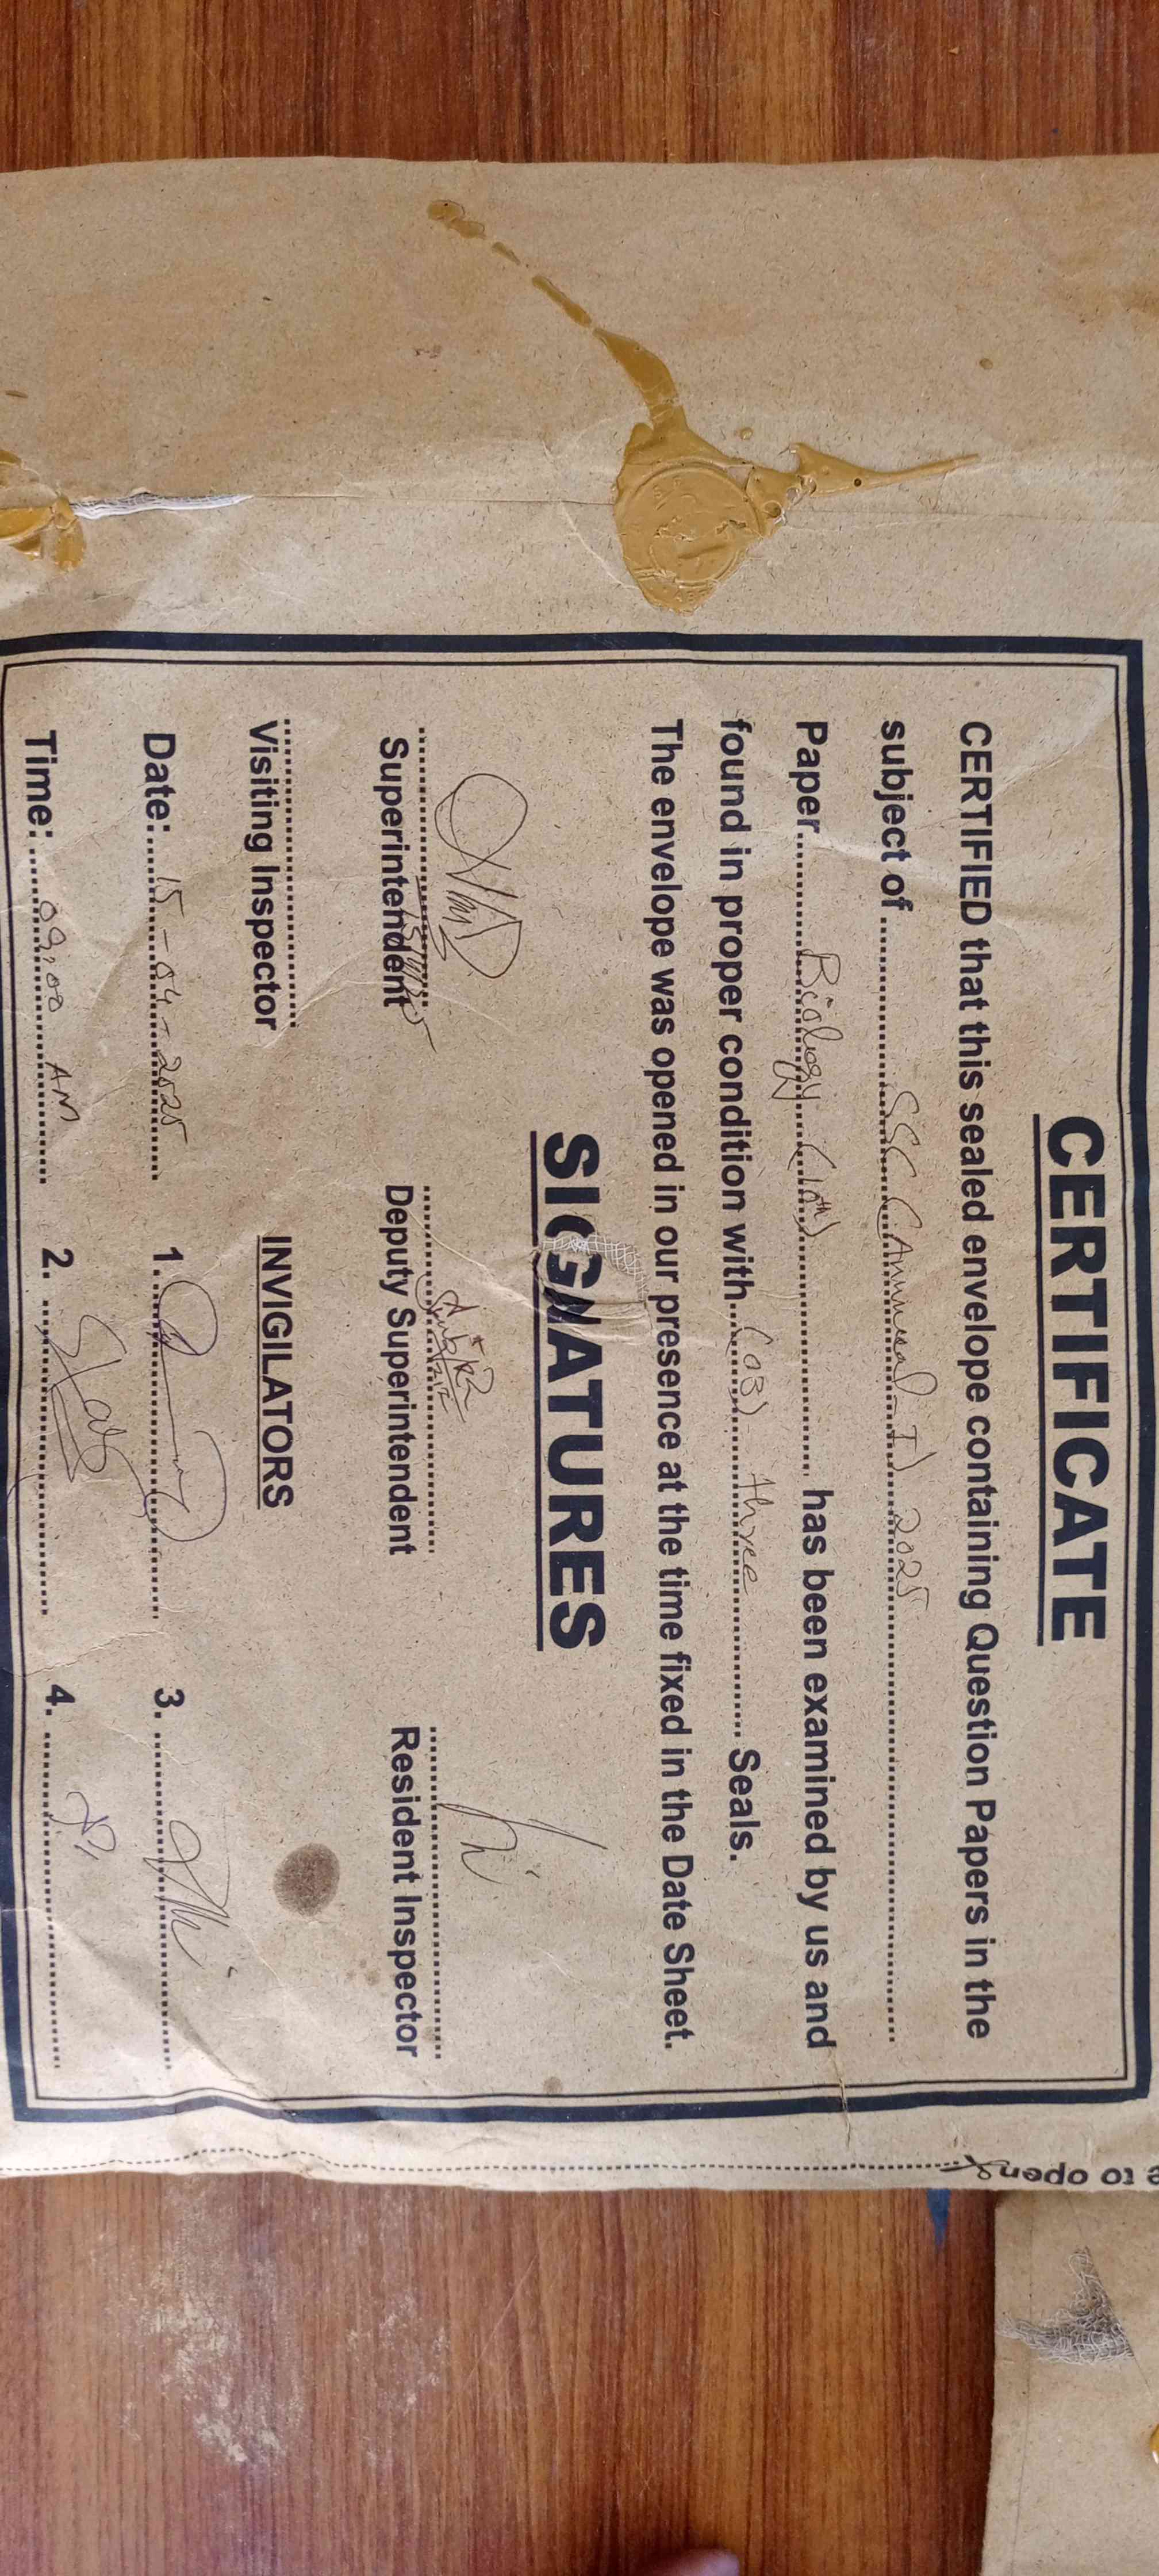 CERTIFICATE
CERTIFIED that this sealed envelope containing Question Papers in the
subject of SSC (Annual-I) 2025
Paper Biology (10th) has been examined by us and
found in proper condition with (03) three Seals.
The envelope was opened in our presence at the time fixed in the Date Sheet.
SIGNATURES
Superintendent Deputy Superintendent Resident Inspector
Visiting Inspector INVIGILATORS
Date: 15-04-2025 1. 3.
Time: 09:00 AM 2. 4.
e to open